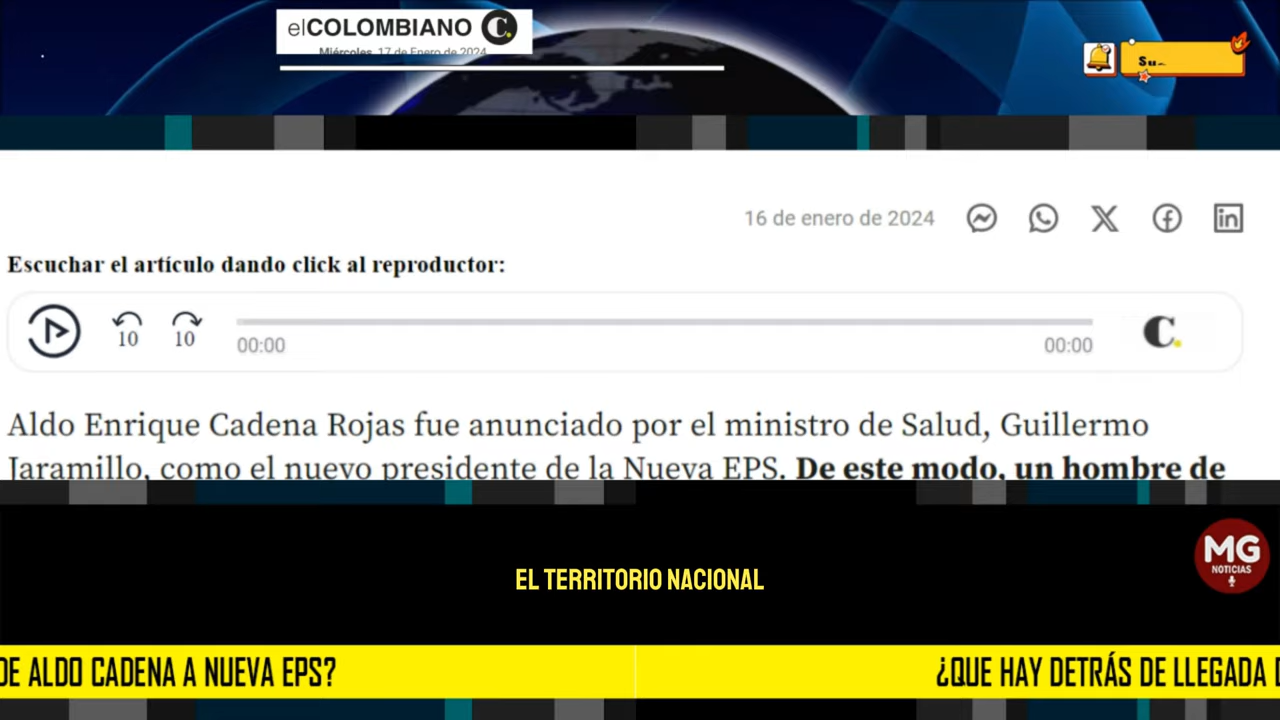 elCOLOMBIANO C.
Miércoles, 17 de Enero de 2024
Su
16 de enero de 2024
Escuchar el artículo dando click al reproductor:
10 10
00:00 00:00
C.
Aldo Enrique Cadena Rojas fue anunciado por el ministro de Salud, Guillermo
Jaramillo, como el nuevo presidente de la Nueva EPS. De este modo, un hombre de
EL TERRITORIO NACIONAL
MG
NOTICIAS
DE ALDO CADENA A NUEVA EPS? ¿QUE HAY DETRÁS DE LLEGADA D